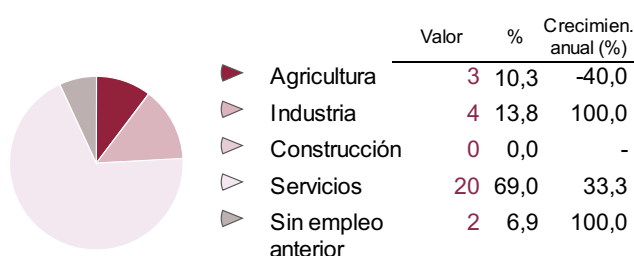 Valor % Crecimien. anual (%)
Agricultura 3 10,3 -40,0
Industria 4 13,8 100,0
Construcción 0 0,0 -
Servicios 20 69,0 33,3
Sin empleo anterior 2 6,9 100,0